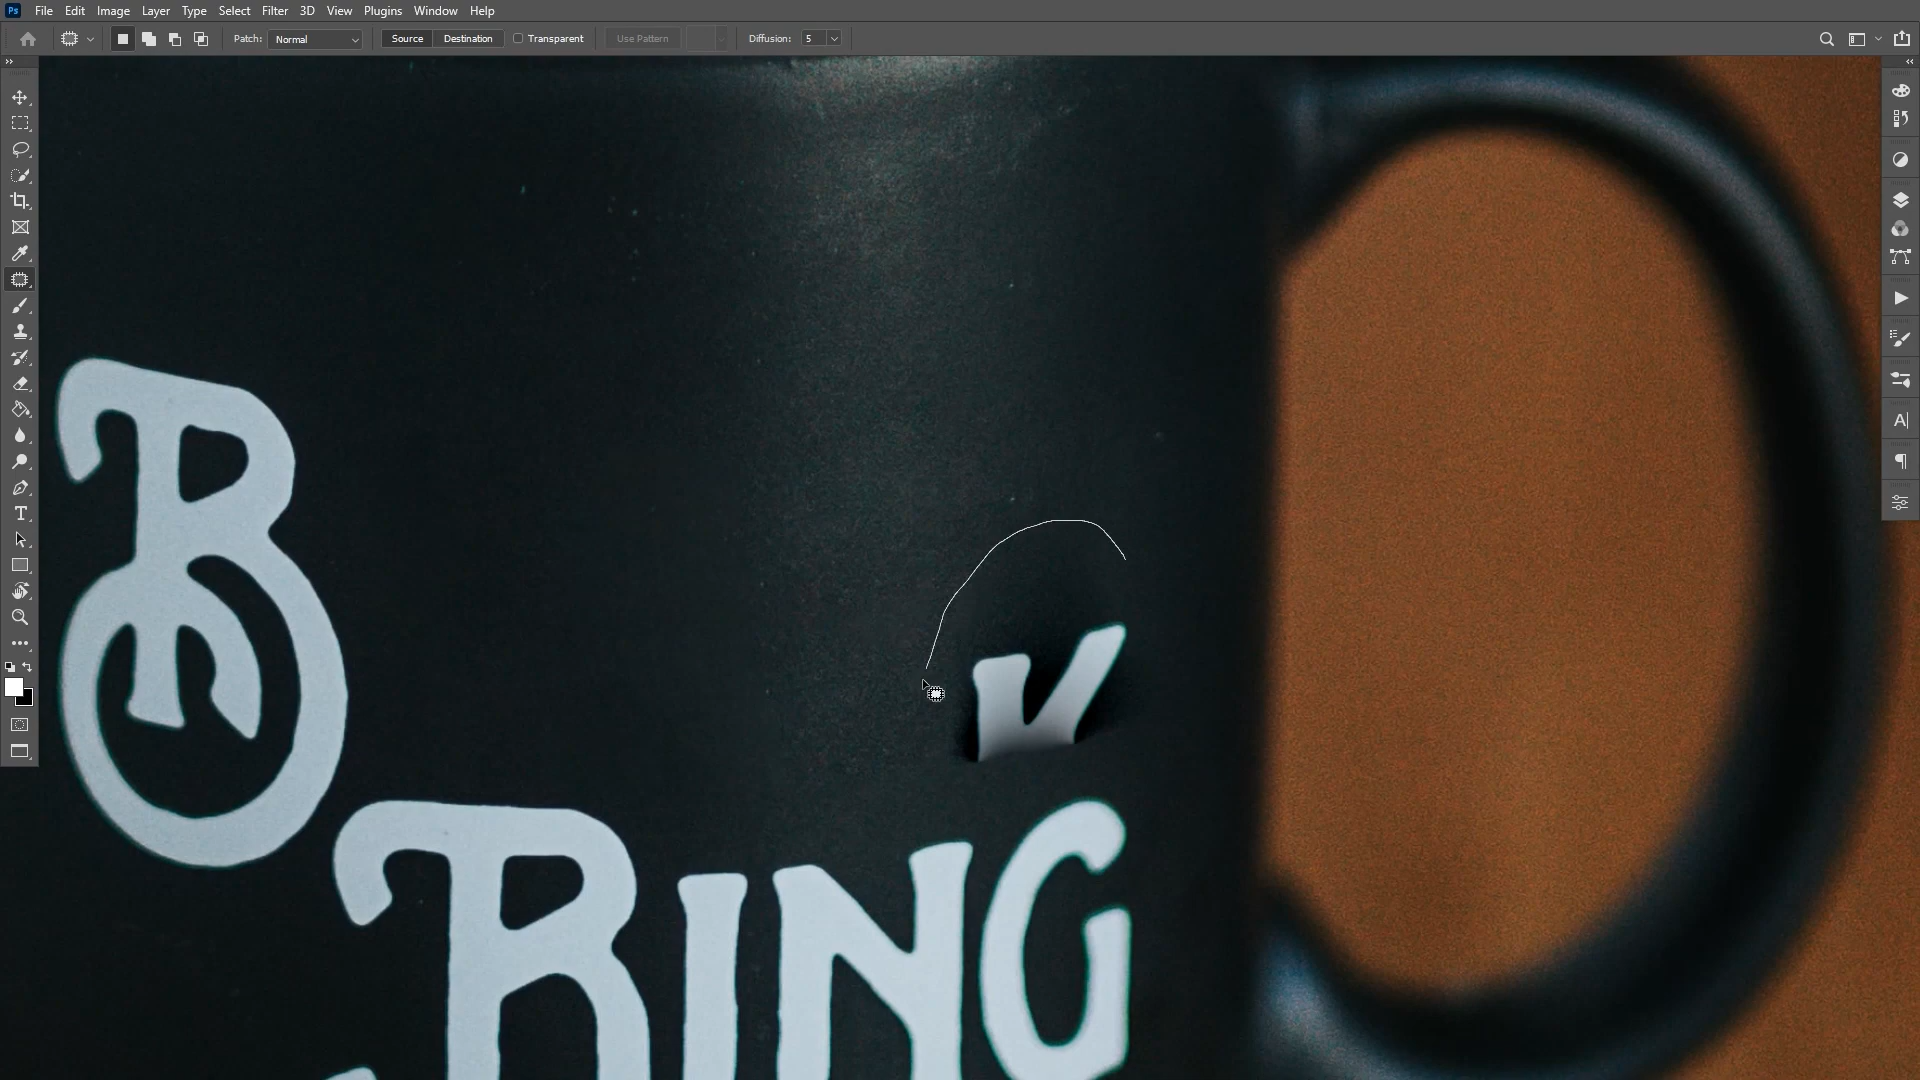 Ps File Edit Image Layer Type Select Filter 3D View Plugins Window Help
Patch: Normal Source Destination Transparent Use Pattern Diffusion: 5
RING